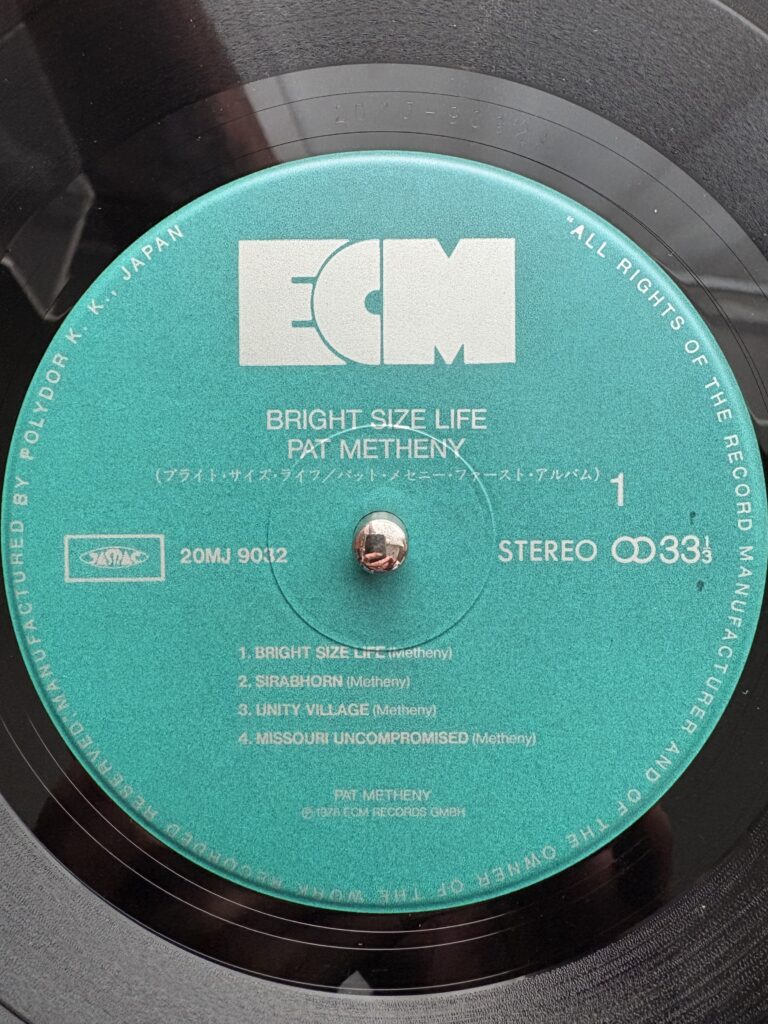 ECM
BRIGHT SIZE LIFE
PAT METHENY
(ブライト・サイズ・ライフ/パット・メセニー・ファースト・アルバム)
1
JASRAC
20MJ 9032
STEREO
33 1/3
1. BRIGHT SIZE LIFE (Metheny)
2. SIRABHORN (Metheny)
3. UNITY VILLAGE (Metheny)
4. MISSOURI UNCOMPROMISED (Metheny)
PAT METHENY
℗ 1976 ECM RECORDS GMBH
"ALL RIGHTS OF THE RECORD MANUFACTURER AND OF THE OWNER OF THE WORK RECORDED RESERVED." MANUFACTURED BY POLYDOR K. K., JAPAN